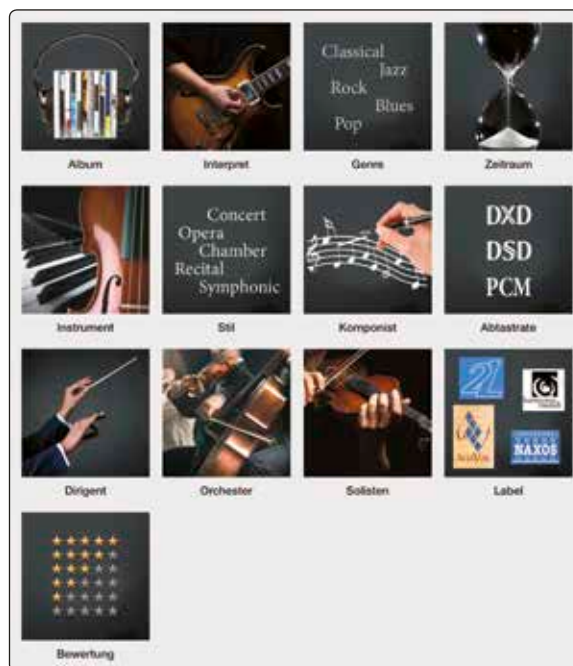 Classical
Jazz
Rock
Blues
Pop
Album
Interpret
Genre
Zeitraum
Concert
Opera
Chamber
Recital
Symphonic
DXD
DSD
PCM
Instrument
Stil
Komponist
Abtastrate
2L
NAXOS
Dirigent
Orchester
Solisten
Label
Bewertung